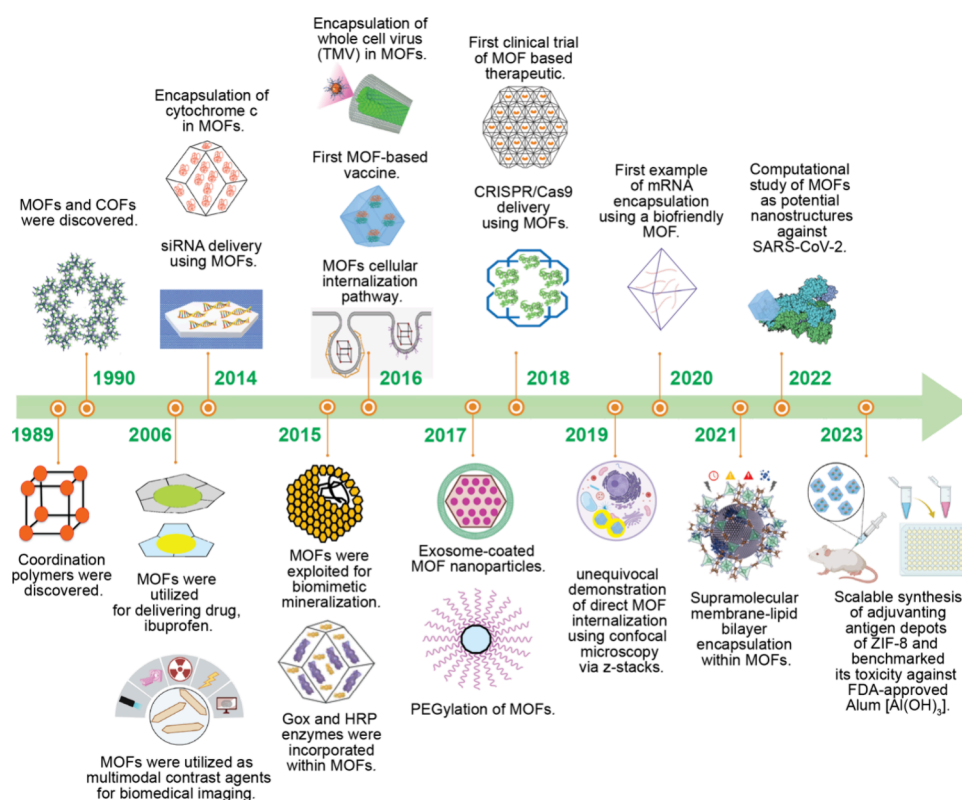 MOFs and COFs
were discovered.
1990
Encapsulation of
cytochrome c
in MOFs.
siRNA delivery
using MOFs.
2014
Encapsulation of
whole cell virus
(TMV) in MOFs.
First MOF-based
vaccine.
MOFs cellular
internalization
pathway.
2016
First clinical trial
of MOF based
therapeutic.
CRISPR/Cas9
delivery
using MOFs.
2018
First example
of mRNA
encapsulation
using a biofriendly
MOF.
2020
Computational
study of MOFs
as potential
nanostructures
against
SARS-CoV-2.
2022
1989
Coordination
polymers were
discovered.
2006
MOFs were
utilized
for delivering drug,
ibuprofen.
MOFs were utilized as
multimodal contrast agents
for biomedical imaging.
2015
MOFs were
exploited for
biomimetic
mineralization.
Gox and HRP
enzymes were
incorporated
within MOFs.
2017
Exosome-coated
MOF nanoparticles.
PEGylation of MOFs.
2019
unequivocal
demonstration
of direct MOF
internalization
using confocal
microscopy
via z-stacks.
2021
Supramolecular
membrane-lipid
bilayer
encapsulation
within MOFs.
2023
Scalable synthesis
of adjuvanting
antigen depots
of ZIF-8 and
benchmarked
its toxicity against
FDA-approved
Alum [Al(OH)₃].